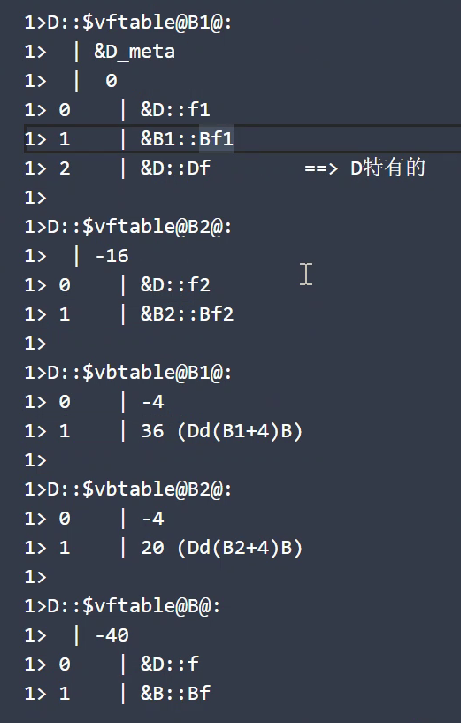 1>D::$vftable@B1@:
1>  | &D_meta
1>  |  0
1> 0    | &D::f1
1> 1    | &B1::Bf1
1> 2    | &D::Df        ==> D特有的
1>
1>D::$vftable@B2@:
1>  | -16
1> 0    | &D::f2
1> 1    | &B2::Bf2
1>
1>D::$vbtable@B1@:
1> 0    | -4
1> 1    | 36 (Dd(B1+4)B)
1>
1>D::$vbtable@B2@:
1> 0    | -4
1> 1    | 20 (Dd(B2+4)B)
1>
1>D::$vftable@B@:
1>  | -40
1> 0    | &D::f
1> 1    | &B::Bf